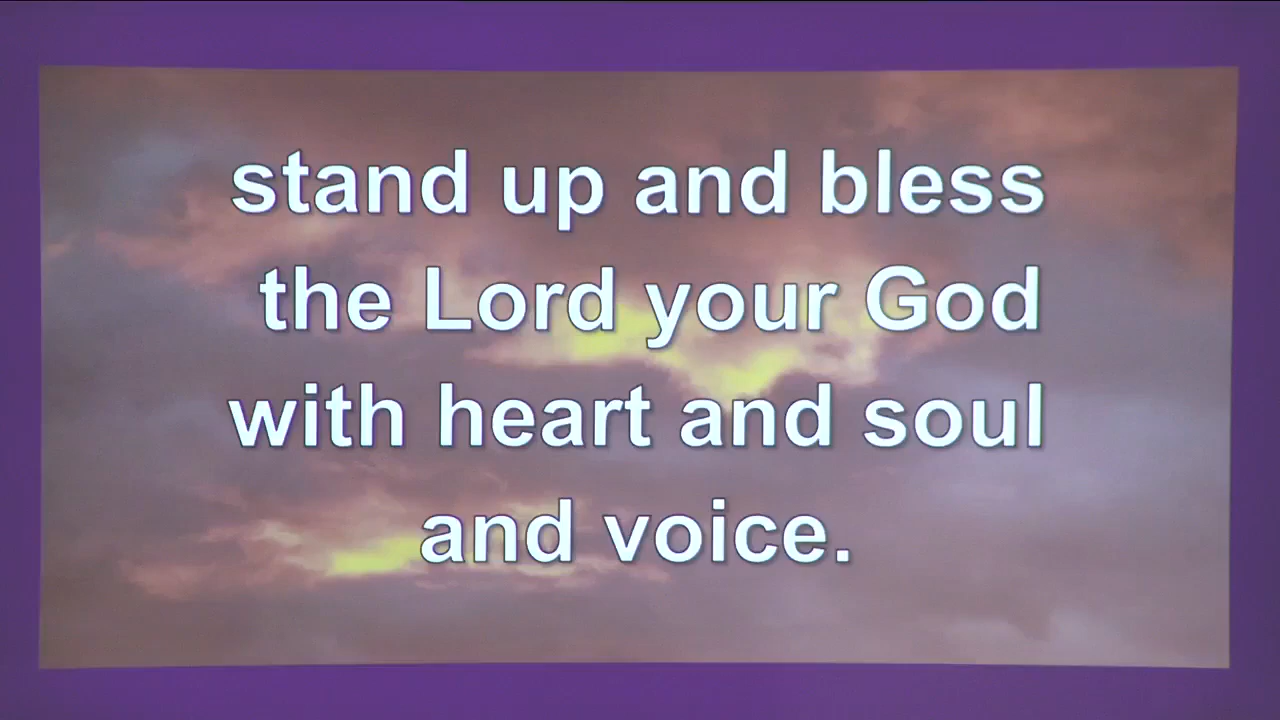 stand up and bless
the Lord your God
with heart and soul
and voice.